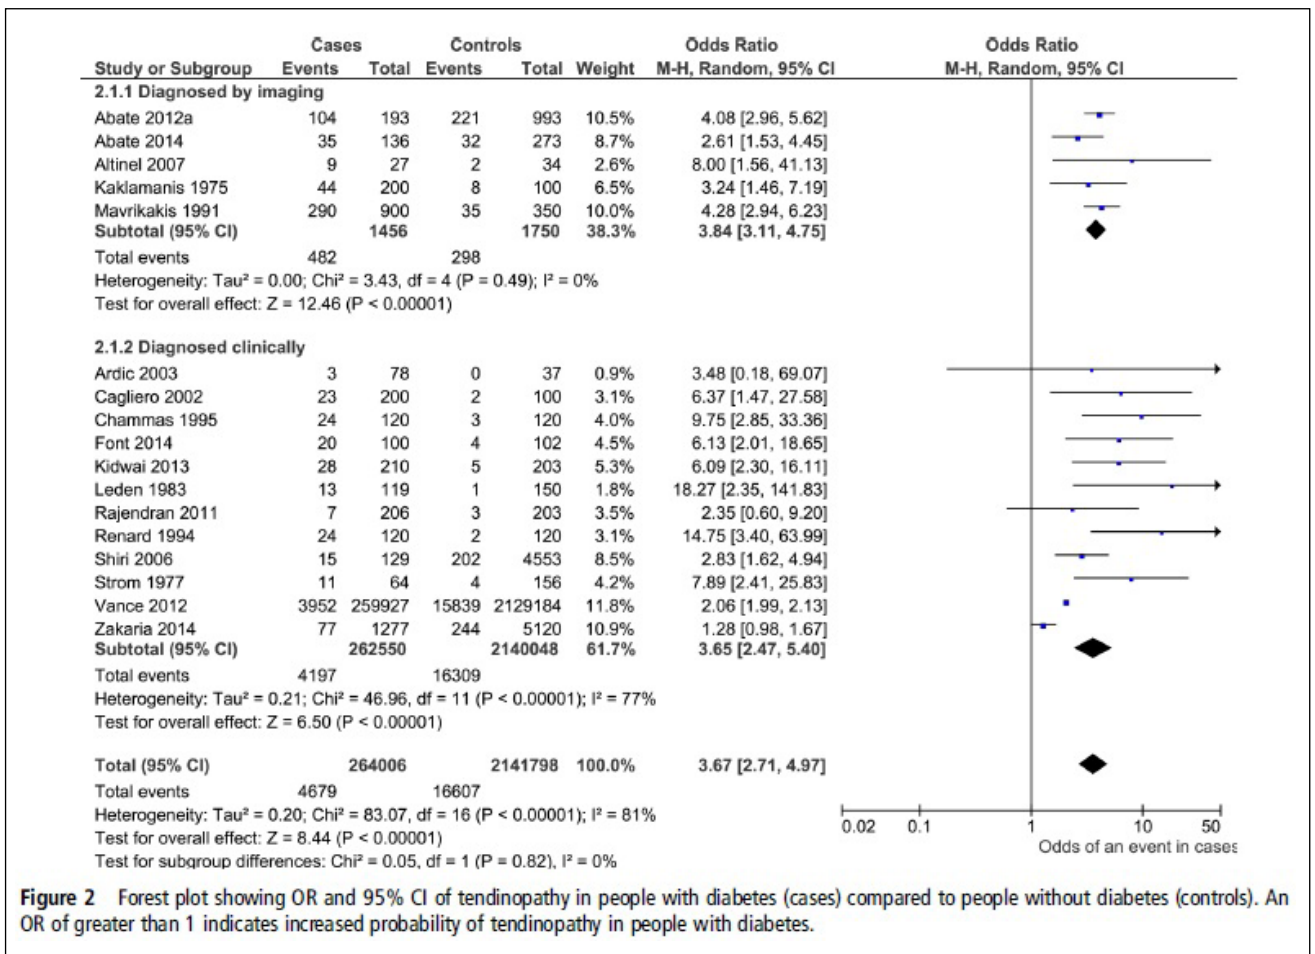 Cases Controls Odds Ratio Odds Ratio
Study or Subgroup Events Total Events Total Weight M-H, Random, 95% CI M-H, Random, 95% CI
2.1.1 Diagnosed by imaging
Abate 2012a 104 193 221 993 10.5% 4.08 [2.96, 5.62]
Abate 2014 35 136 32 273 8.7% 2.61 [1.53, 4.45]
Altinel 2007 9 27 2 34 2.6% 8.00 [1.56, 41.13]
Kaklamanis 1975 44 200 8 100 6.5% 3.24 [1.46, 7.19]
Mavrikakis 1991 290 900 35 350 10.0% 4.28 [2.94, 6.23]
Subtotal (95% CI) 1456 1750 38.3% 3.84 [3.11, 4.75]
Total events 482 298
Heterogeneity: Tau² = 0.00; Chi² = 3.43, df = 4 (P = 0.49); I² = 0%
Test for overall effect: Z = 12.46 (P < 0.00001)
2.1.2 Diagnosed clinically
Ardic 2003 3 78 0 37 0.9% 3.48 [0.18, 69.07]
Cagliero 2002 23 200 2 100 3.1% 6.37 [1.47, 27.58]
Chammas 1995 24 120 3 120 4.0% 9.75 [2.85, 33.36]
Font 2014 20 100 4 102 4.5% 6.13 [2.01, 18.65]
Kidwai 2013 28 210 5 203 5.3% 6.09 [2.30, 16.11]
Leden 1983 13 119 1 150 1.8% 18.27 [2.35, 141.83]
Rajendran 2011 7 206 3 203 3.5% 2.35 [0.60, 9.20]
Renard 1994 24 120 2 120 3.1% 14.75 [3.40, 63.99]
Shiri 2006 15 129 202 4553 8.5% 2.83 [1.62, 4.94]
Strom 1977 11 64 4 156 4.2% 7.89 [2.41, 25.83]
Vance 2012 3952 259927 15839 2129184 11.8% 2.06 [1.99, 2.13]
Zakaria 2014 77 1277 244 5120 10.9% 1.28 [0.98, 1.67]
Subtotal (95% CI) 262550 2140048 61.7% 3.65 [2.47, 5.40]
Total events 4197 16309
Heterogeneity: Tau² = 0.21; Chi² = 46.96, df = 11 (P < 0.00001); I² = 77%
Test for overall effect: Z = 6.50 (P < 0.00001)
Total (95% CI) 264006 2141798 100.0% 3.67 [2.71, 4.97]
Total events 4679 16607
Heterogeneity: Tau² = 0.20; Chi² = 83.07, df = 16 (P < 0.00001); I² = 81%
0.02 0.1 1 10 50
Test for overall effect: Z = 8.44 (P < 0.00001)
Odds of an event in cases
Test for subgroup differences: Chi² = 0.05, df = 1 (P = 0.82), I² = 0%
Figure 2 Forest plot showing OR and 95% CI of tendinopathy in people with diabetes (cases) compared to people without diabetes (controls). An
OR of greater than 1 indicates increased probability of tendinopathy in people with diabetes.